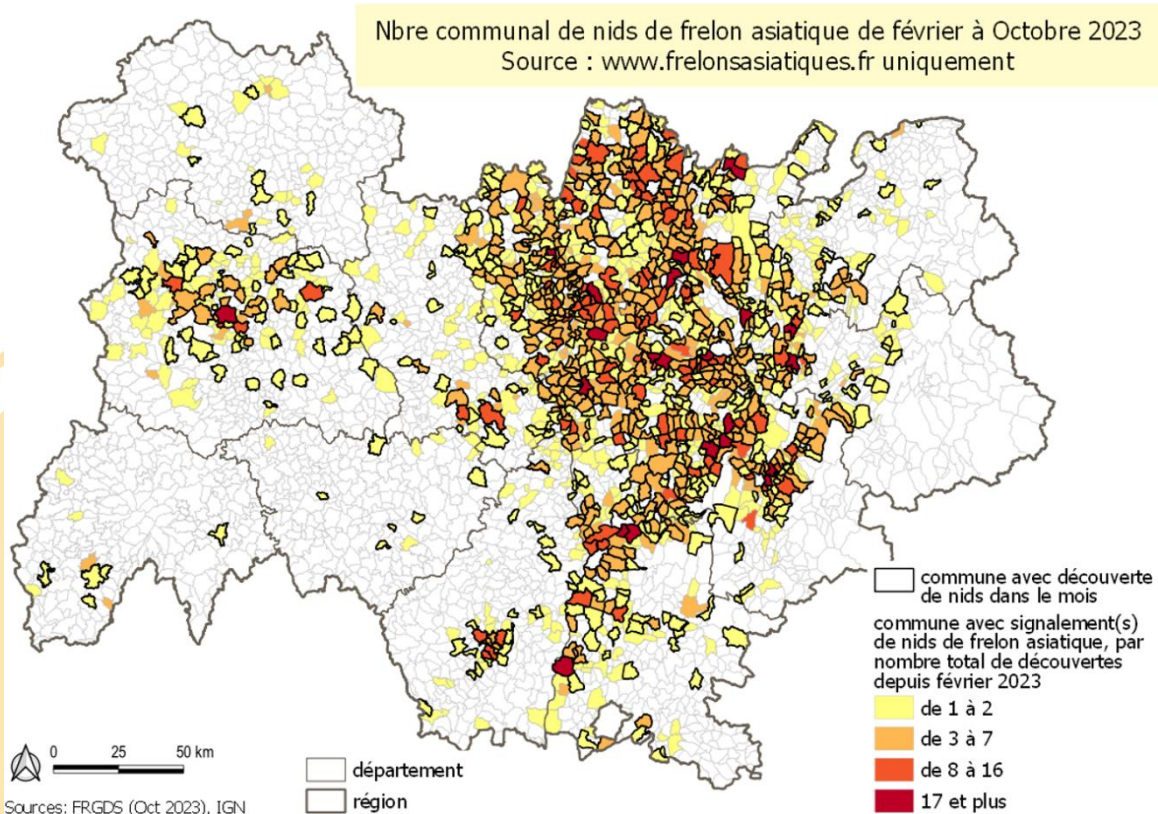 Nbre communal de nids de frelon asiatique de février à Octobre 2023
Source : www.frelonsasiatiques.fr uniquement
commune avec découverte
de nids dans le mois
commune avec signalement(s)
de nids de frelon asiatique, par
nombre total de découvertes
depuis février 2023
de 1 à 2
de 3 à 7
de 8 à 16
17 et plus
0 25 50 km
département
région
Sources: FRGDS (Oct 2023), IGN